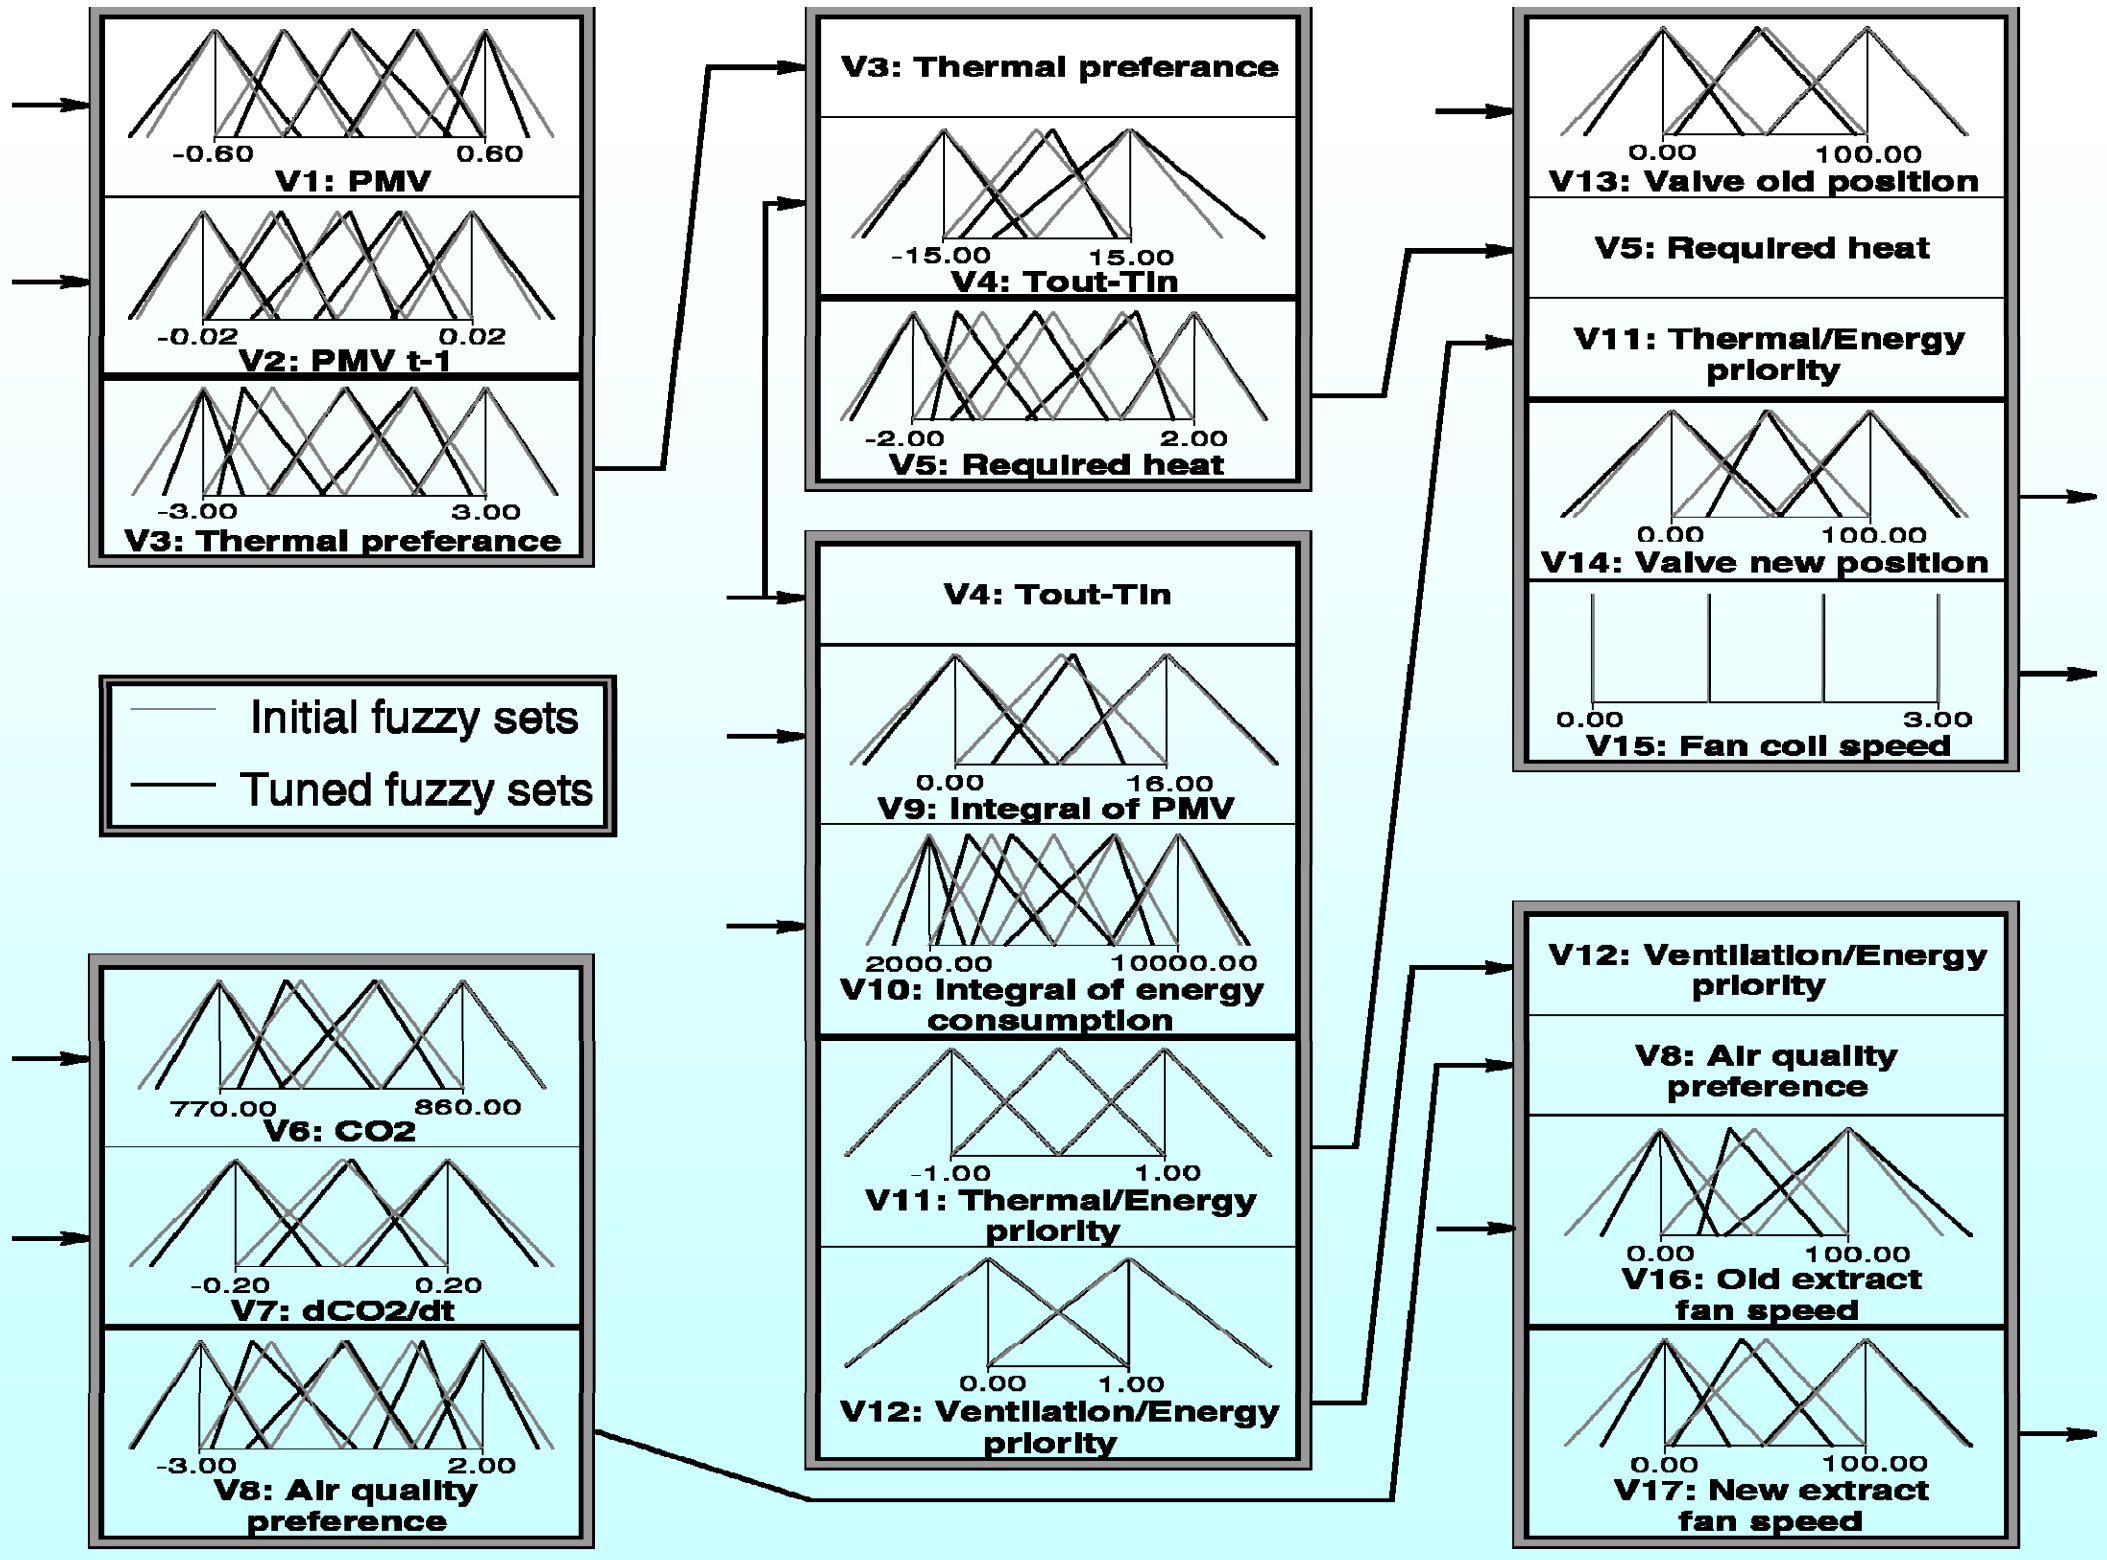 -0.60 0.60
V1: PMV
-0.02 0.02
V2: PMV t-1
-3.00 3.00
V3: Thermal preferance
V3: Thermal preferance
-15.00 15.00
V4: Tout-Tin
-2.00 2.00
V5: Required heat
0.00 100.00
V13: Valve old position
V5: Required heat
V11: Thermal/Energy
priority
0.00 100.00
V14: Valve new position
0.00 3.00
V15: Fan coil speed
Initial fuzzy sets
Tuned fuzzy sets
V4: Tout-Tin
0.00 16.00
V9: Integral of PMV
2000.00 10000.00
V10: Integral of energy
consumption
-1.00 1.00
V11: Thermal/Energy
priority
0.00 1.00
V12: Ventilation/Energy
priority
770.00 860.00
V6: CO2
-0.20 0.20
V7: dCO2/dt
-3.00 2.00
V8: Air quality
preference
V12: Ventilation/Energy
priority
V8: Air quality
preference
0.00 100.00
V16: Old extract
fan speed
0.00 100.00
V17: New extract
fan speed